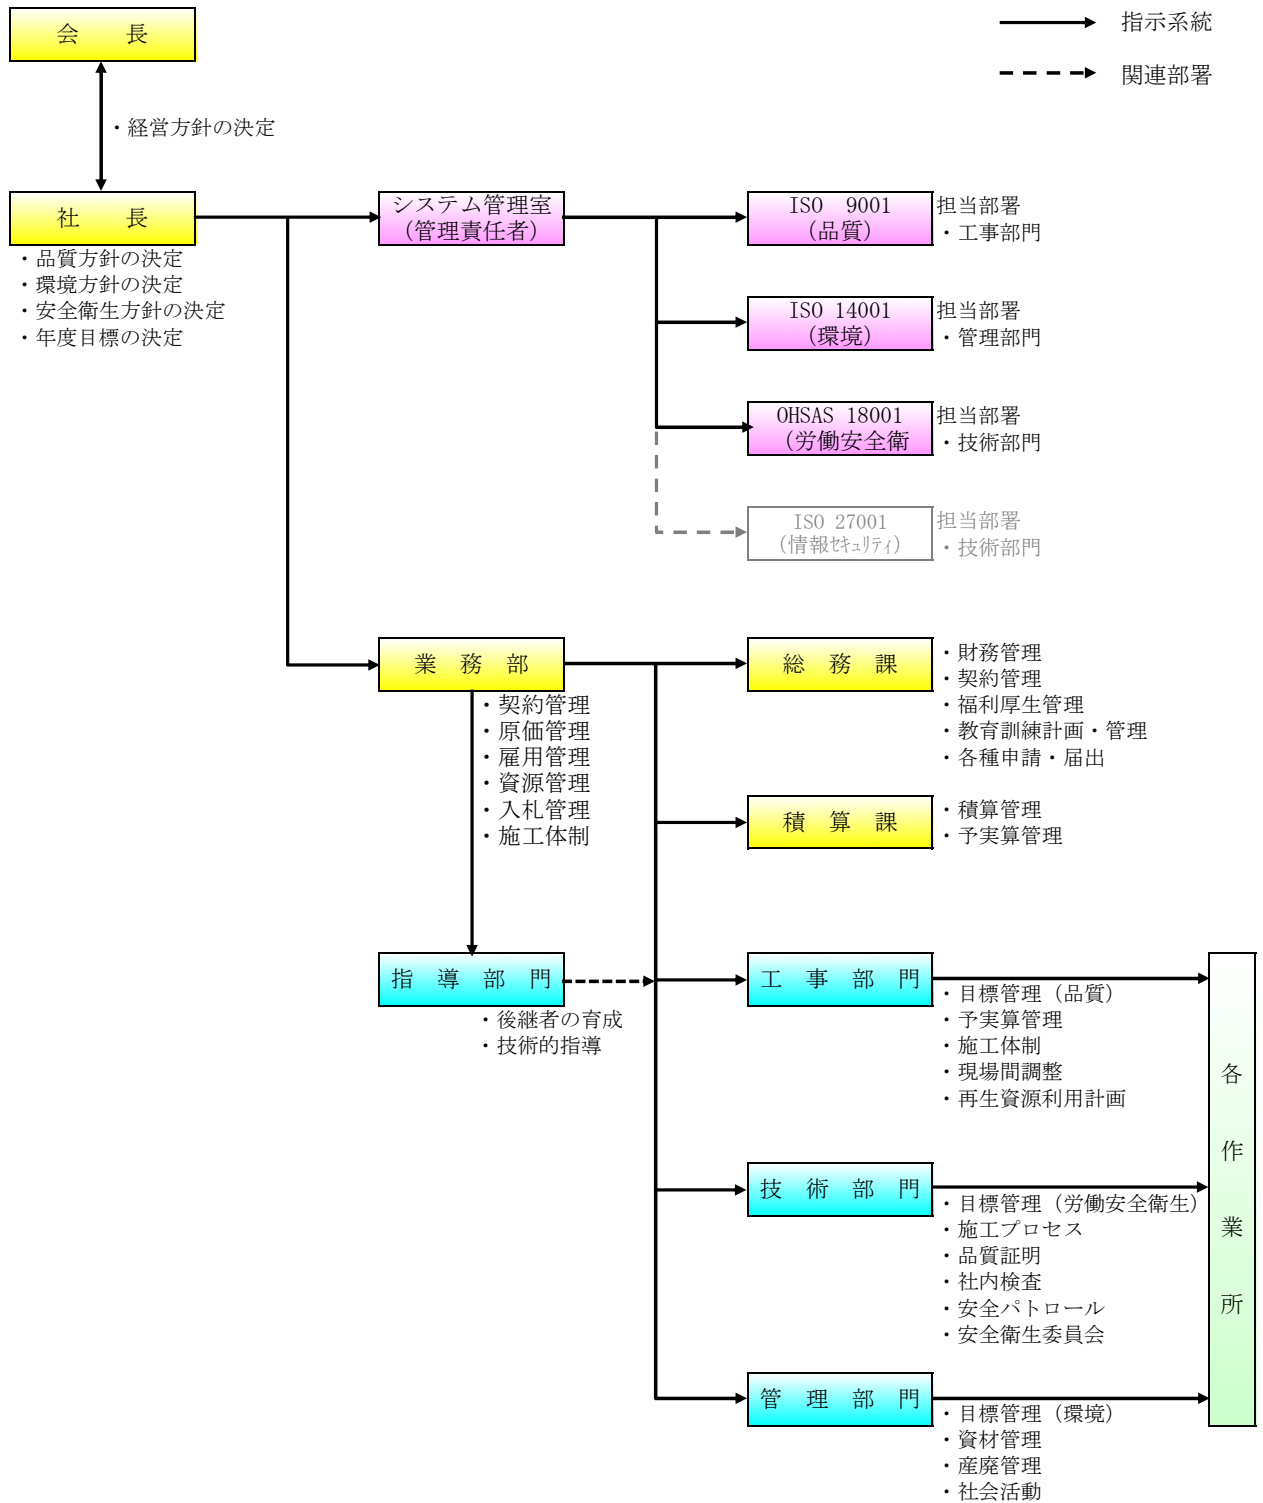 会　長
指示系統
関連部署
・経営方針の決定
社　長
・品質方針の決定
・環境方針の決定
・安全衛生方針の決定
・年度目標の決定
システム管理室
(管理責任者)
ISO 9001
(品質)
担当部署
・工事部門
ISO 14001
(環境)
担当部署
・管理部門
OHSAS 18001
(労働安全衛
担当部署
・技術部門
ISO 27001
(情報ｾｷｭﾘﾃｨ)
担当部署
・技術部門
業　務　部
・契約管理
・原価管理
・雇用管理
・資源管理
・入札管理
・施工体制
総　務　課
・財務管理
・契約管理
・福利厚生管理
・教育訓練計画・管理
・各種申請・届出
積　算　課
・積算管理
・予実算管理
指　導　部　門
・後継者の育成
・技術的指導
工　事　部　門
・目標管理（品質）
・予実算管理
・施工体制
・現場間調整
・再生資源利用計画
技　術　部　門
・目標管理（労働安全衛生）
・施工プロセス
・品質証明
・社内検査
・安全パトロール
・安全衛生委員会
管　理　部　門
・目標管理（環境）
・資材管理
・産廃管理
・社会活動
各作業所